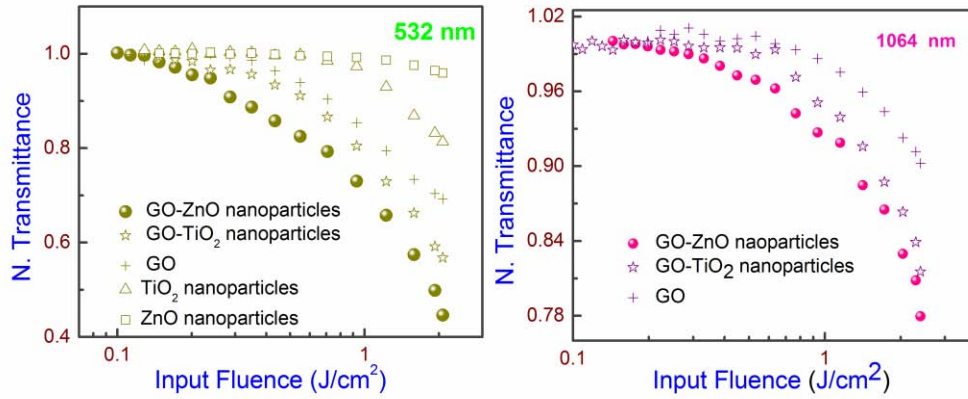 532 nm
N. Transmittance
1.0
0.8
0.6
0.4
GO-ZnO nanoparticles
GO-TiO₂ nanoparticles
GO
TiO₂ nanoparticles
ZnO nanoparticles
0.1
1
Input Fluence (J/cm²)
1064 nm
N. Transmittance
1.02
0.96
0.90
0.84
0.78
GO-ZnO naoparticles
GO-TiO₂ nanoparticles
GO
0.1
1
Input Fluence (J/cm²)